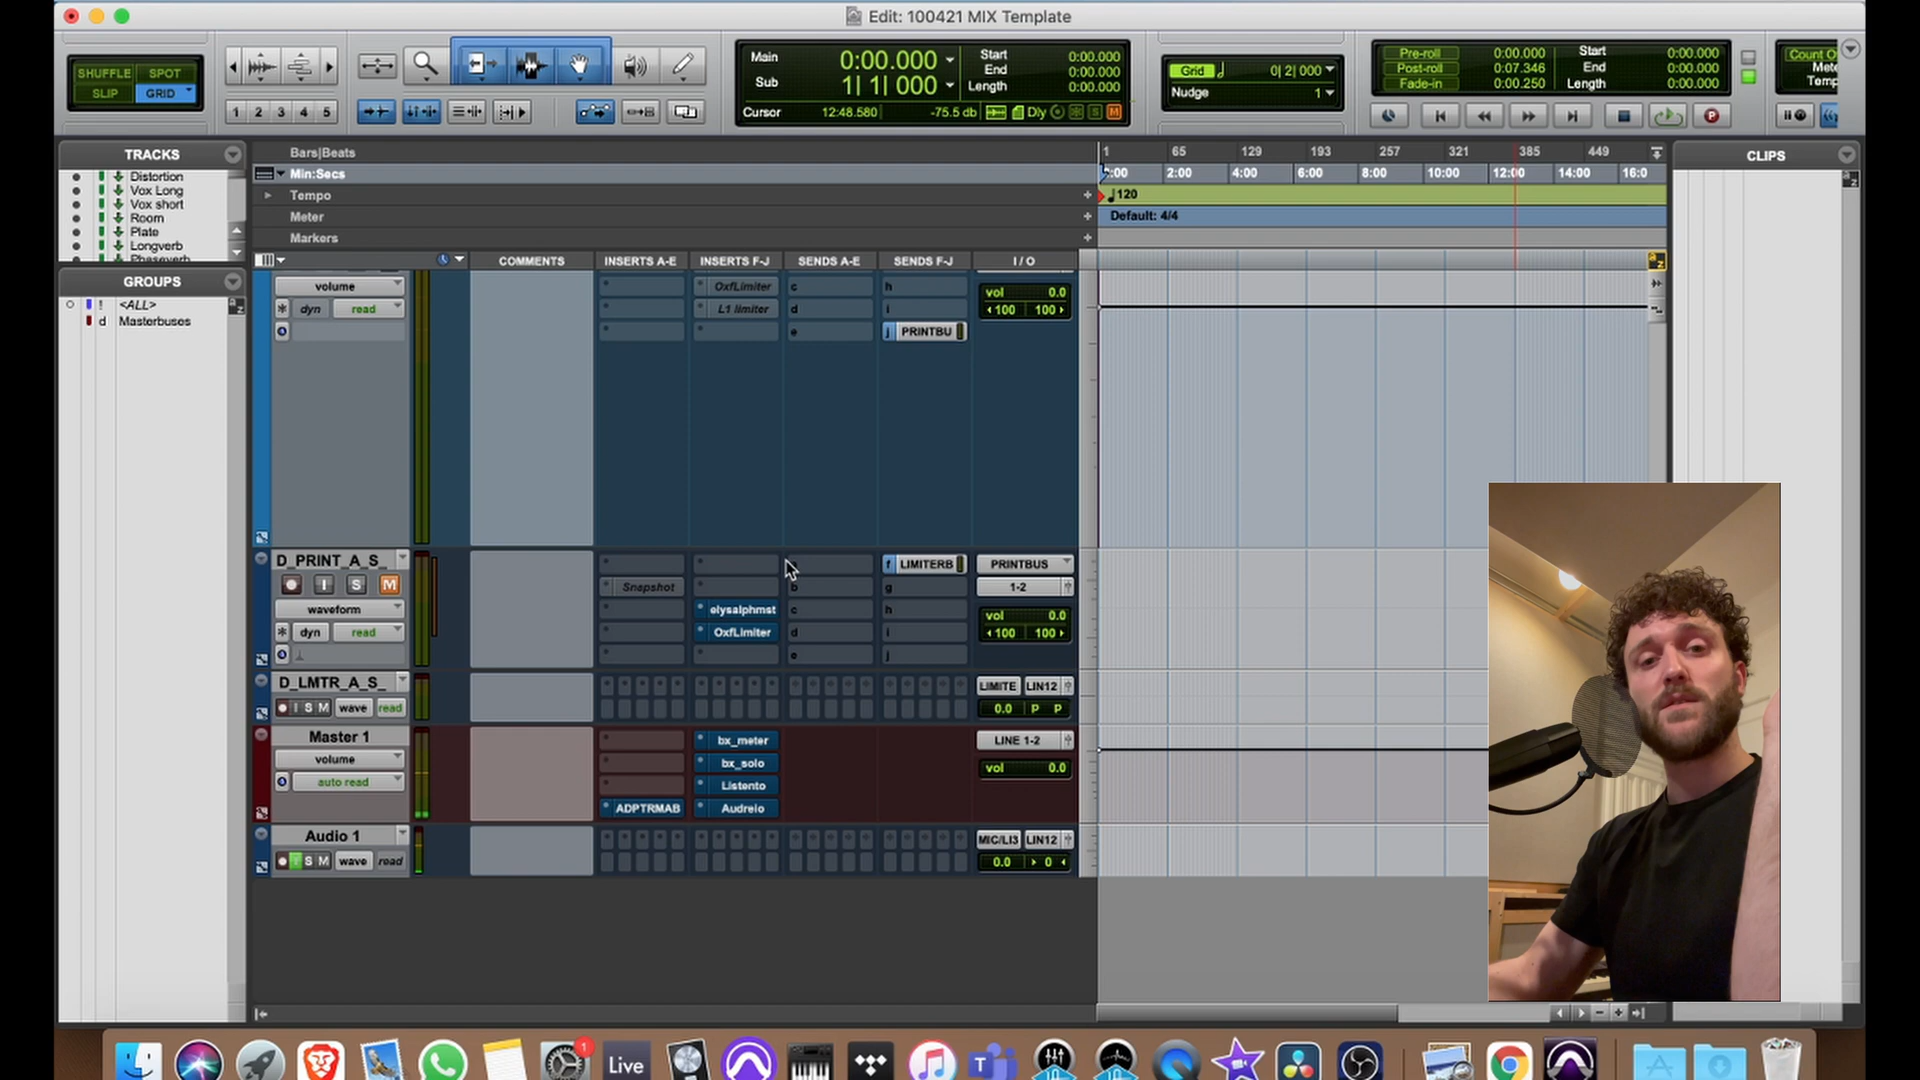 Edit: 100421 MIX Template
SHUFFLE SPOT
SLIP GRID
1 2 3 4 5
Main 0:00.000
Sub 1| 1| 000
Start 0:00.000
End 0:00.000
Length 0:00.000
Cursor 12:48.580 -75.5 db Dly S M
Grid 0| 2| 000
Nudge 1
Pre-roll 0:00.000
Post-roll 0:07.346
Fade-in 0:00.250
Start 0:00.000
End 0:00.000
Length 0:00.000
Count O
Mete
Temp
TRACKS
Distortion
Vox Long
Vox short
Room
Plate
Longverb
Phaseverb
GROUPS
! <ALL>
d Masterbuses
CLIPS
Bars|Beats
Min:Secs
Tempo
Meter
Markers
1 65 129 193 257 321 385 449
:00 2:00 4:00 6:00 8:00 10:00 12:00 14:00 16:0
120
Default: 4/4
COMMENTS INSERTS A-E INSERTS F-J SENDS A-E SENDS F-J I / O
volume
dyn read
OxfLimiter
L1 limiter
c
d
e
h
i
j PRINTBU
vol 0.0
100 100
D_PRINT_A_S_
I S M
waveform
dyn read
Snapshot
elysalphmst
OxfLimiter
b
c
d
e
f LIMITERB
g
h
i
j
PRINTBUS
1-2
vol 0.0
100 100
D_LMTR_A_S_
I S M wave read
LIMITE LIN12
0.0 P P
Master 1
volume
auto read
ADPTRMAB
bx_meter
bx_solo
Listento
Audreio
LINE 1-2
vol 0.0
Audio 1
I S M wave read
MIC/LI3 LIN12
0.0 0
1
Live